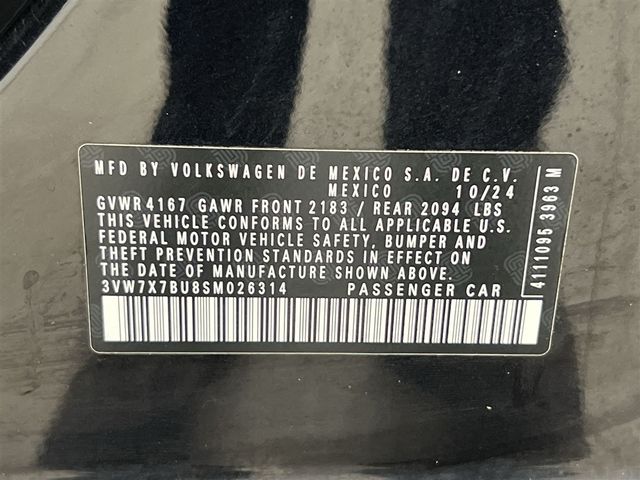 MFD BY VOLKSWAGEN DE MEXICO S.A. DE C.V.
MEXICO 10/24
GVWR 4167 GAWR FRONT 2183 / REAR 2094 LBS
THIS VEHICLE CONFORMS TO ALL APPLICABLE U.S.
FEDERAL MOTOR VEHICLE SAFETY, BUMPER AND
THEFT PREVENTION STANDARDS IN EFFECT ON
THE DATE OF MANUFACTURE SHOWN ABOVE.
3VW7X7BU8SM026314 PASSENGER CAR
4111095 3963 M